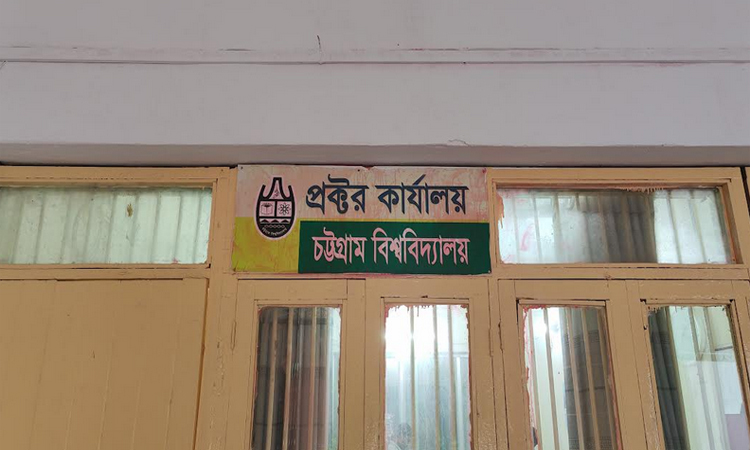 প্রক্টর কার্যালয়
চট্টগ্রাম বিশ্ববিদ্যালয়